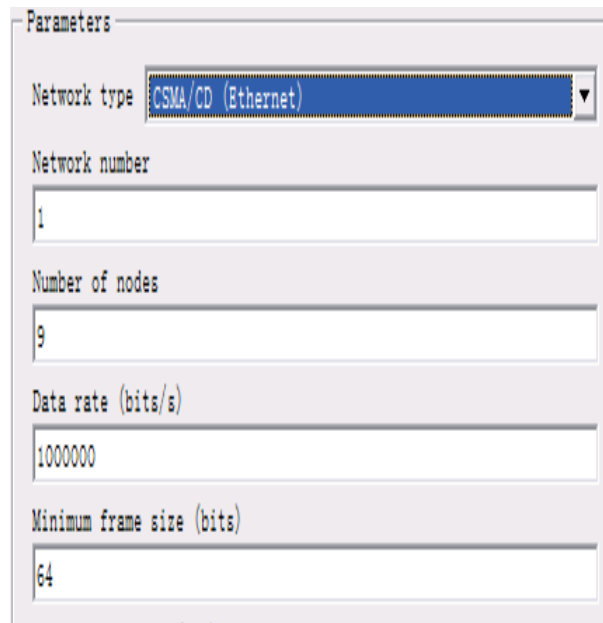 Parameters
Network type CSMA/CD (Ethernet)
Network number
1
Number of nodes
9
Data rate (bits/s)
1000000
Minimum frame size (bits)
64